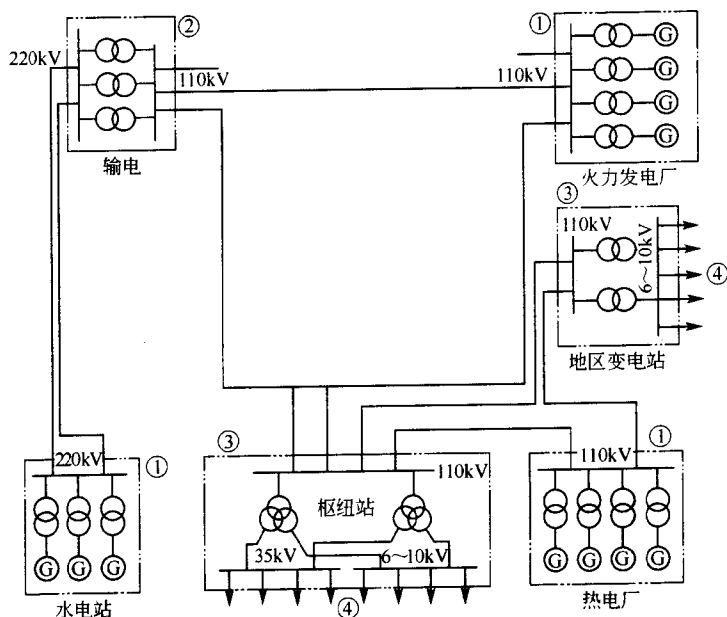 ②
220kV
110kV
输电
①
110kV
G
G
G
G
火力发电厂
③
110kV
6~10kV
④
地区变电站
③
110kV
枢纽站
35kV
6~10kV
④
①
220kV
G
G
G
水电站
①
110kV
G
G
G
G
热电厂